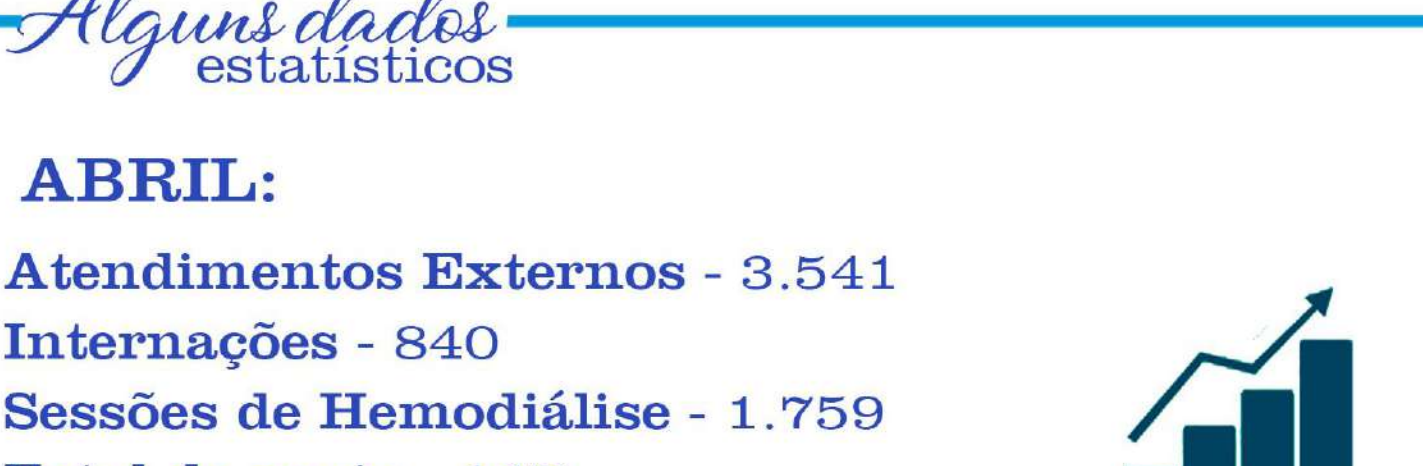 Alguns dados
estatísticos
ABRIL:
Atendimentos Externos - 3.541
Internações - 840
Sessões de Hemodiálise - 1.759